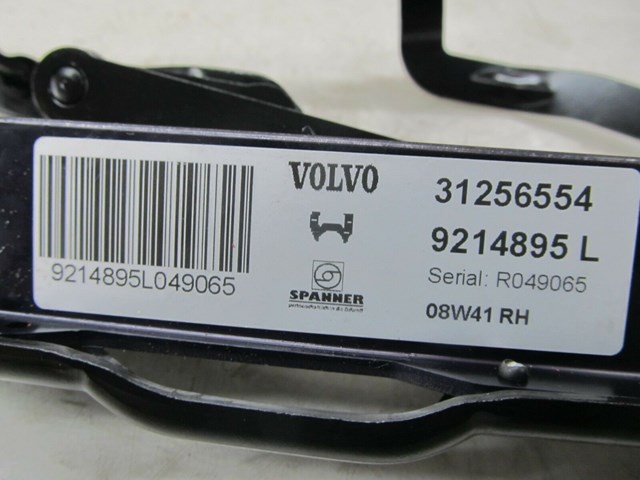 9214895L049065
VOLVO
SPANNER
31256554
9214895 L
Serial: R049065
08W41 RH